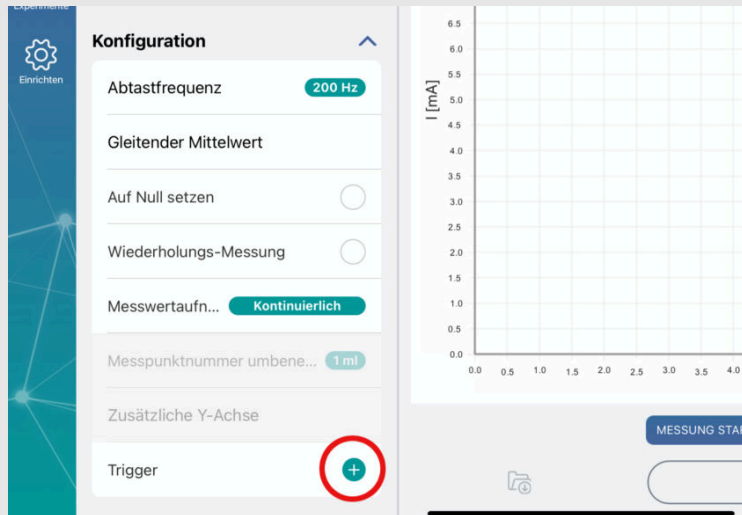 Experimente
Einrichten
Konfiguration
Abtastfrequenz 200 Hz
Gleitender Mittelwert
Auf Null setzen
Wiederholungs-Messung
Messwertaufn... Kontinuierlich
Messpunktnummer umbene... 1 ml
Zusätzliche Y-Achse
Trigger +
I [mA]
6.5
6.0
5.5
5.0
4.5
4.0
3.5
3.0
2.5
2.0
1.5
1.0
0.5
0.0
0.0 0.5 1.0 1.5 2.0 2.5 3.0 3.5 4.0
MESSUNG STA